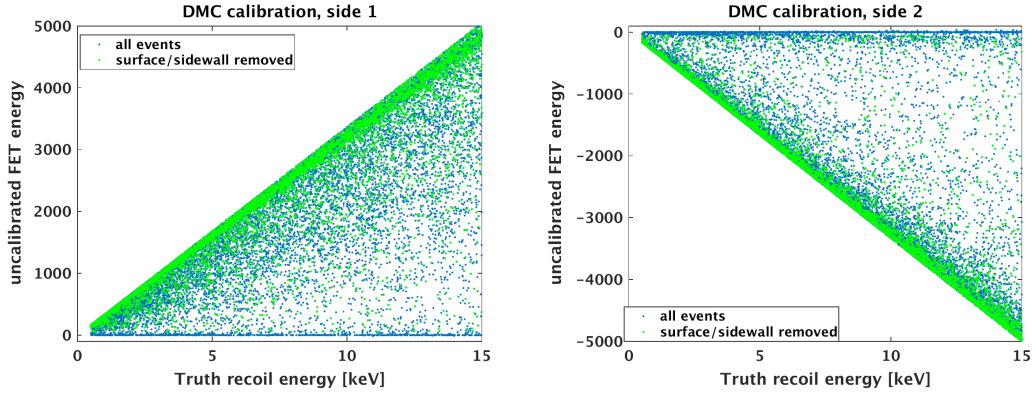 DMC calibration, side 1
uncalibrated FET energy
5000
4000
3000
2000
1000
0
all events
surface/sidewall removed
0
5
10
15
Truth recoil energy [keV]
DMC calibration, side 2
uncalibrated FET energy
0
−1000
−2000
−3000
−4000
−5000
all events
surface/sidewall removed
0
5
10
15
Truth recoil energy [keV]